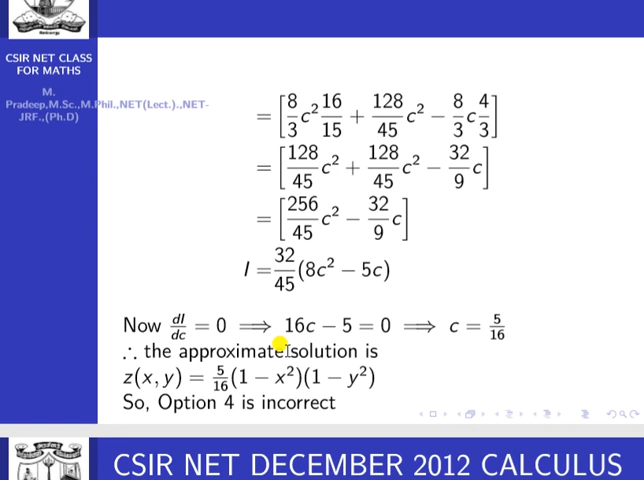 CSIR NET CLASS
FOR MATHS
M.
Pradeep,M.Sc.,M.Phil.,NET(Lect.).,NET-
JRF.,(Ph.D)
= [8/3 c² 16/15 + 128/45 c² − 8/3 c 4/3]
= [128/45 c² + 128/45 c² − 32/9 c]
= [256/45 c² − 32/9 c]
I = 32/45 (8c² − 5c)
Now dI/dc = 0 ⟹ 16c − 5 = 0 ⟹ c = 5/16
∴ the approximate solution is
z(x, y) = 5/16 (1 − x²)(1 − y²)
So, Option 4 is incorrect
CSIR NET DECEMBER 2012 CALCULUS